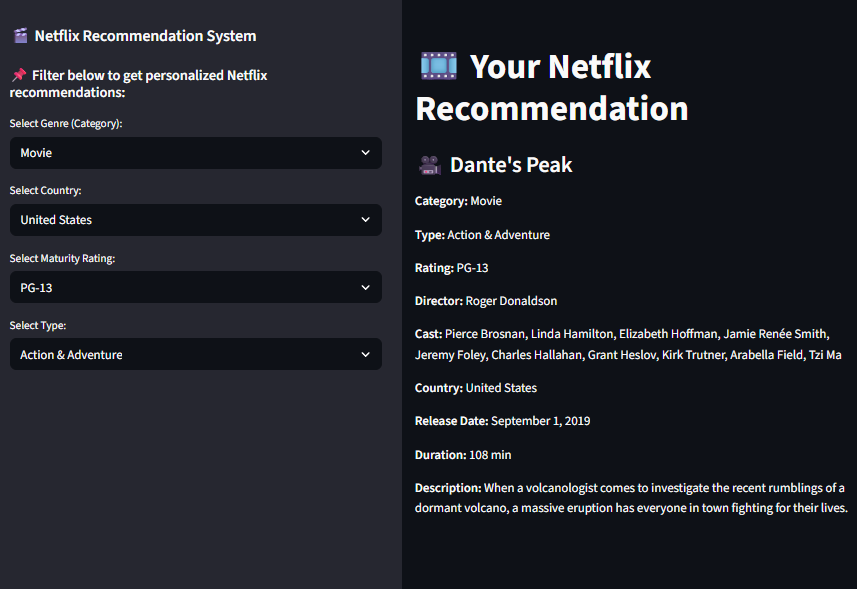 Netflix Recommendation System
Filter below to get personalized Netflix
recommendations:
Select Genre (Category):
Movie
Select Country:
United States
Select Maturity Rating:
PG-13
Select Type:
Action & Adventure
Your Netflix
Recommendation
Dante's Peak
Category: Movie
Type: Action & Adventure
Rating: PG-13
Director: Roger Donaldson
Cast: Pierce Brosnan, Linda Hamilton, Elizabeth Hoffman, Jamie Renée Smith,
Jeremy Foley, Charles Hallahan, Grant Heslov, Kirk Trutner, Arabella Field, Tzi Ma
Country: United States
Release Date: September 1, 2019
Duration: 108 min
Description: When a volcanologist comes to investigate the recent rumblings of a
dormant volcano, a massive eruption has everyone in town fighting for their lives.